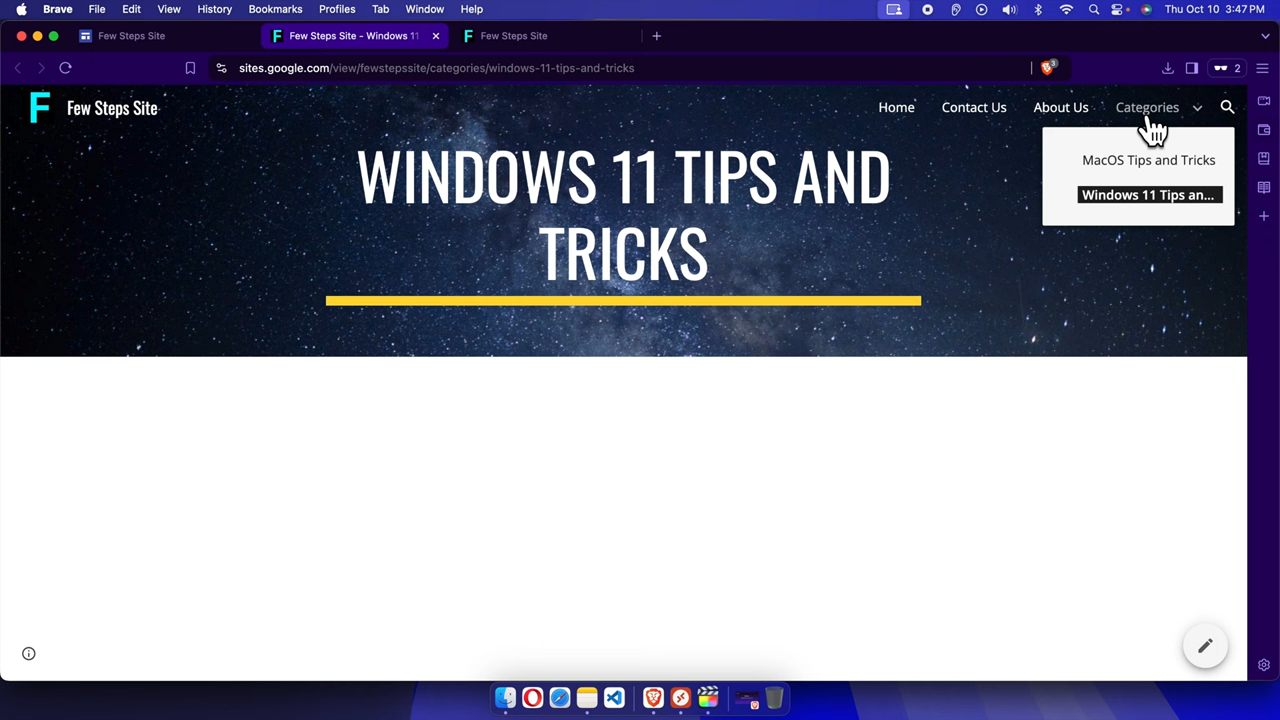 Brave File Edit View History Bookmarks Profiles Tab Window Help Thu Oct 10 3:47 PM
Few Steps Site Few Steps Site - Windows 11 Few Steps Site
sites.google.com/view/fewstepssite/categories/windows-11-tips-and-tricks 3 2
F Few Steps Site Home Contact Us About Us Categories
WINDOWS 11 TIPS AND
TRICKS
MacOS Tips and Tricks
Windows 11 Tips an...